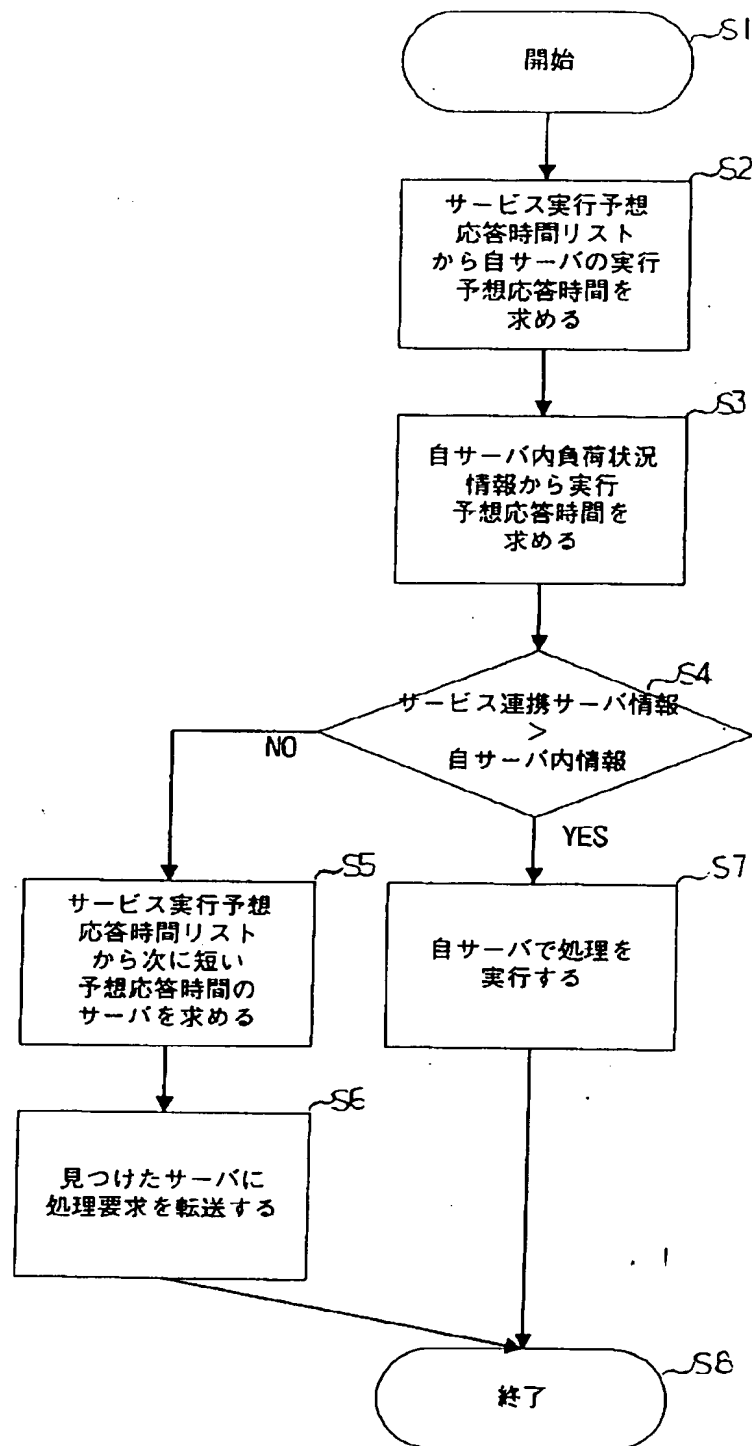 S1
開始
S2
サービス実行予想
応答時間リスト
から自サーバの実行
予想応答時間を
求める
S3
自サーバ内負荷状況
情報から実行
予想応答時間を
求める
S4
サービス連携サーバ情報
>
自サーバ内情報
NO
YES
S5
サービス実行予想
応答時間リスト
から次に短い
予想応答時間の
サーバを求める
S7
自サーバで処理を
実行する
S6
見つけたサーバに
処理要求を転送する
S8
終了